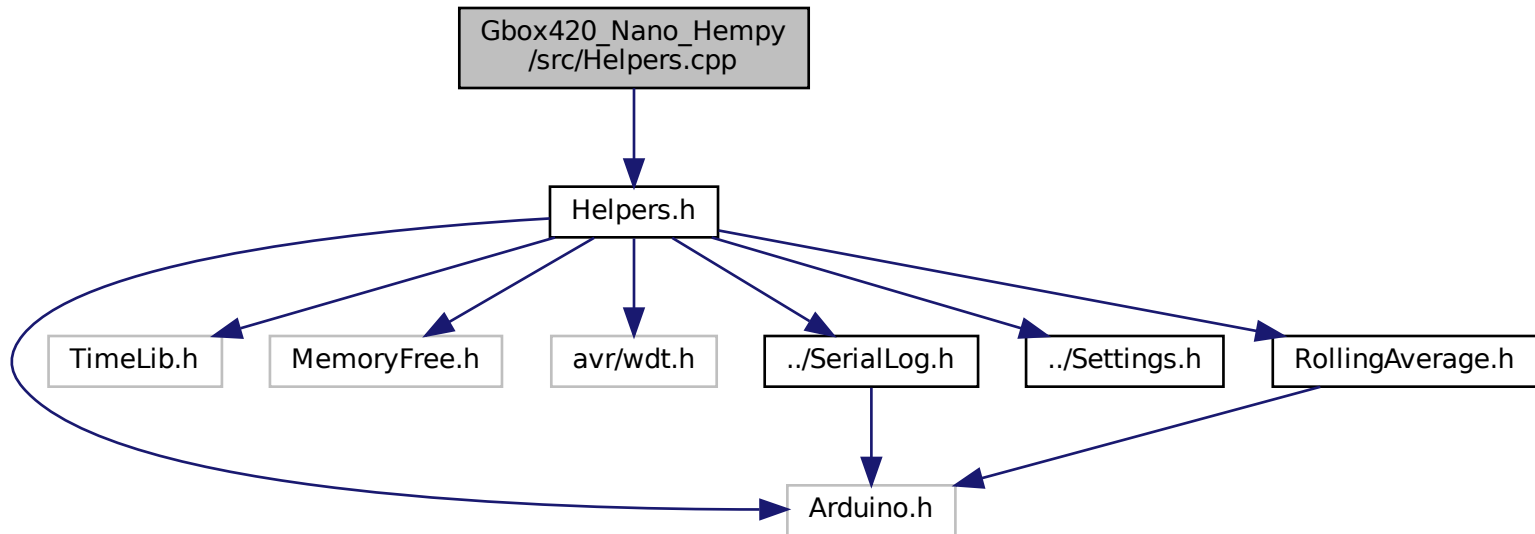 Gbox420_Nano_Hempy
/src/Helpers.cpp
Helpers.h
TimeLib.h
MemoryFree.h
avr/wdt.h
../SerialLog.h
../Settings.h
RollingAverage.h
Arduino.h